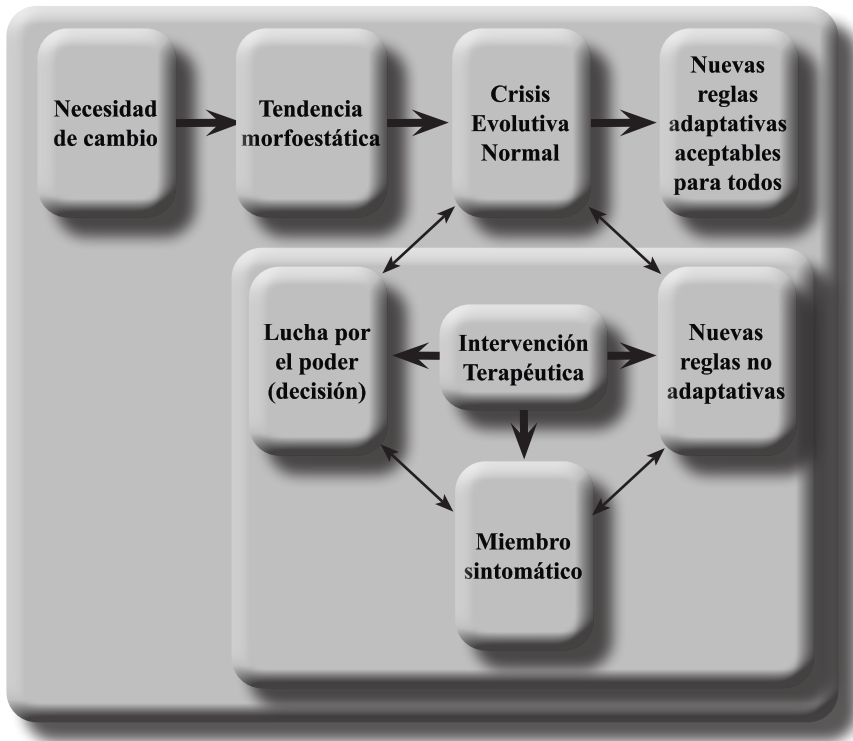 Necesidad
de cambio
Tendencia
morfoestática
Crisis
Evolutiva
Normal
Nuevas
reglas
adaptativas
aceptables
para todos
Lucha por
el poder
(decisión)
Intervención
Terapéutica
Nuevas
reglas no
adaptativas
Miembro
sintomático